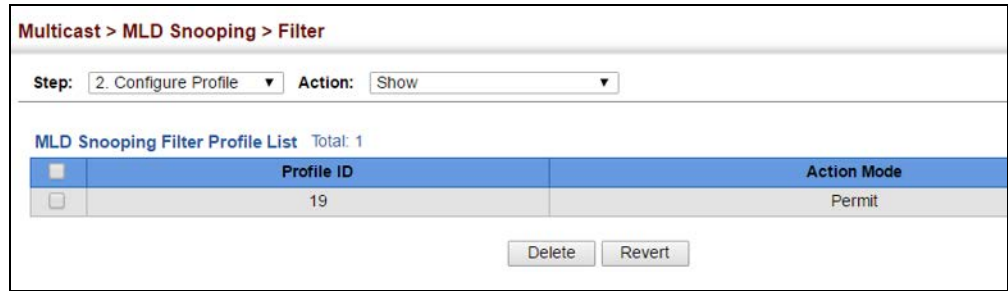 Multicast > MLD Snooping > Filter
Step: 2. Configure Profile Action: Show
MLD Snooping Filter Profile List Total: 1
Profile ID Action Mode
19 Permit
Delete Revert